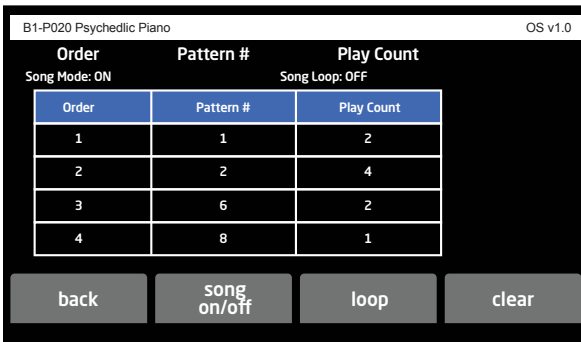 B1-P020 Psychedlic Piano OS v1.0
Order Pattern # Play Count
Song Mode: ON Song Loop: OFF
Order Pattern # Play Count
1 1 2
2 2 4
3 6 2
4 8 1
back song on/off loop clear